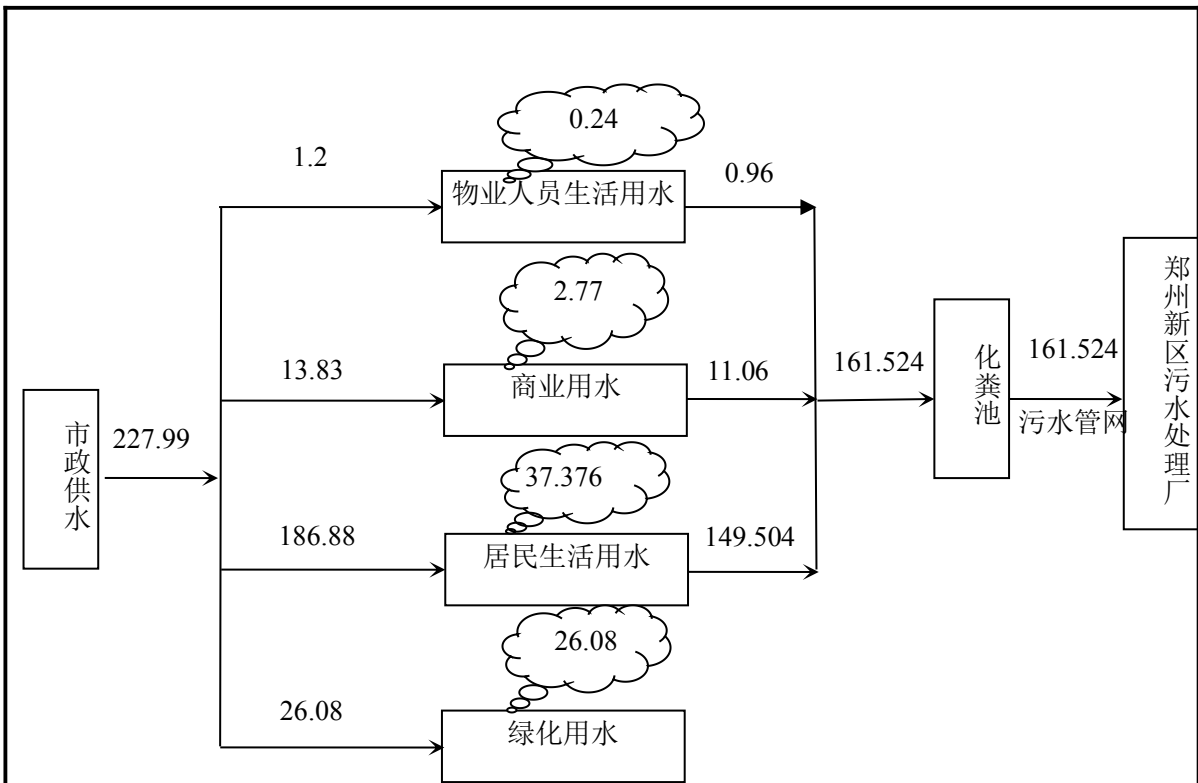 0.24
1.2
物业人员生活用水
0.96
2.77
13.83
商业用水
11.06
161.524
化粪池
161.524
污水管网
郑州新区污水处理厂
市政供水
227.99
37.376
186.88
居民生活用水
149.504
26.08
26.08
绿化用水